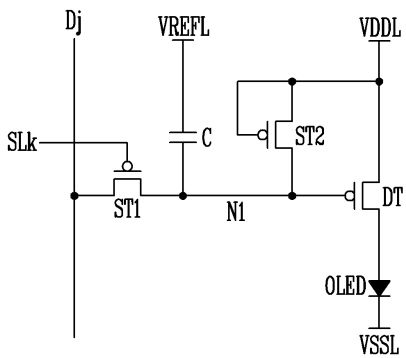 Dj
VREFL
VDDL
SLk
C
ST2
ST1
N1
DT
OLED
VSSL